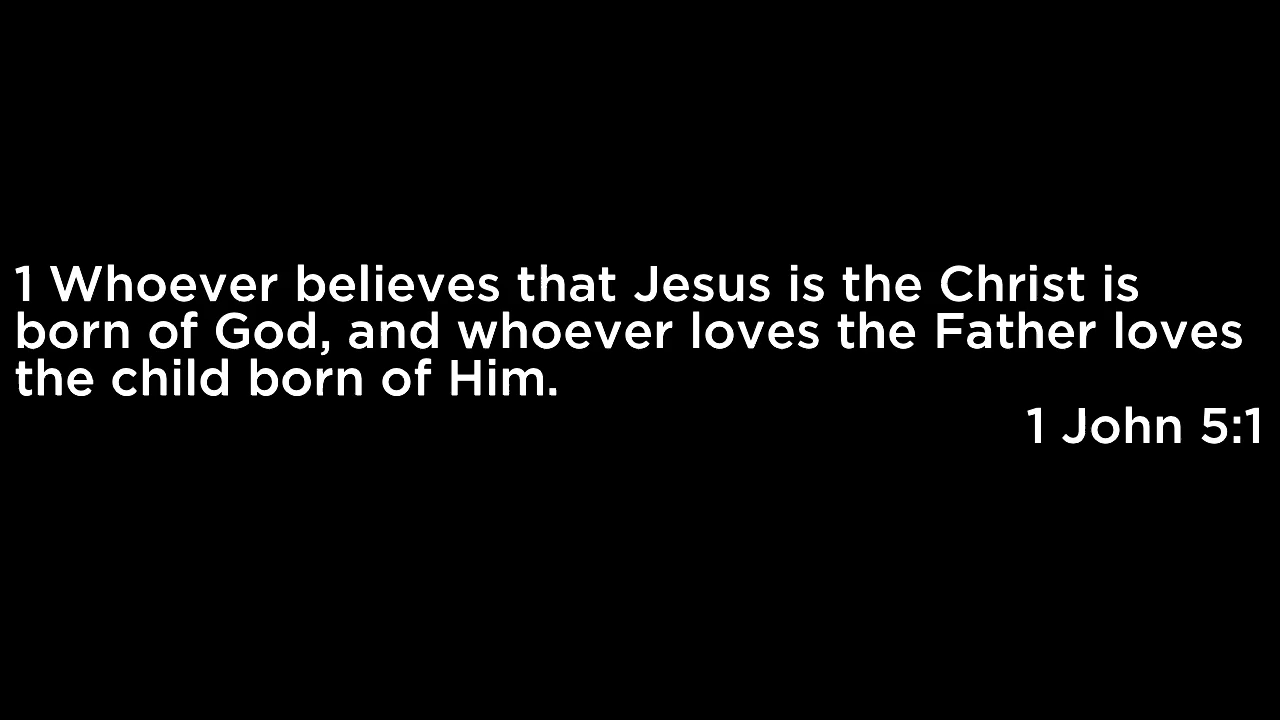 1 Whoever believes that Jesus is the Christ is
born of God, and whoever loves the Father loves
the child born of Him.
1 John 5:1